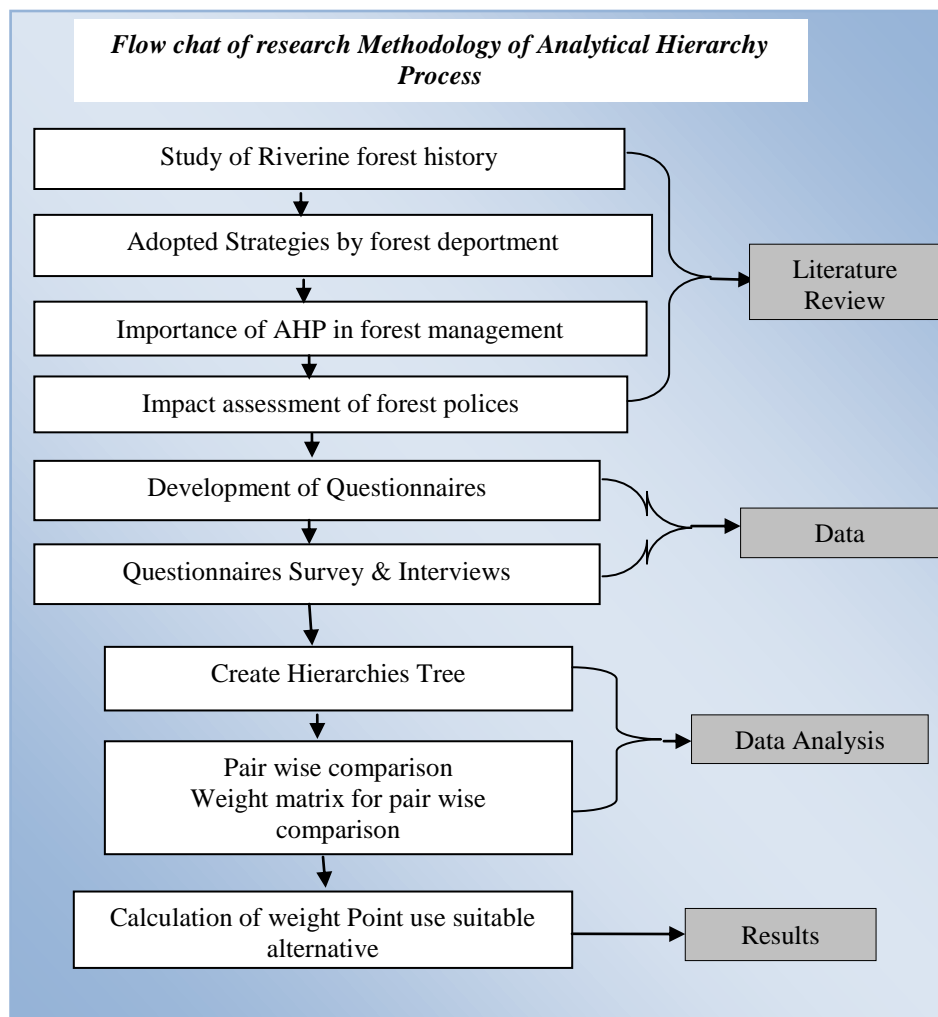 Flow chat of research Methodology of Analytical Hierarchy
Process
Study of Riverine forest history
Adopted Strategies by forest deportment
Literature
Review
Importance of AHP in forest management
Impact assessment of forest polices
Development of Questionnaires
Data
Questionnaires Survey & Interviews
Create Hierarchies Tree
Data Analysis
Pair wise comparison
Weight matrix for pair wise
comparison
Calculation of weight Point use suitable
alternative
Results